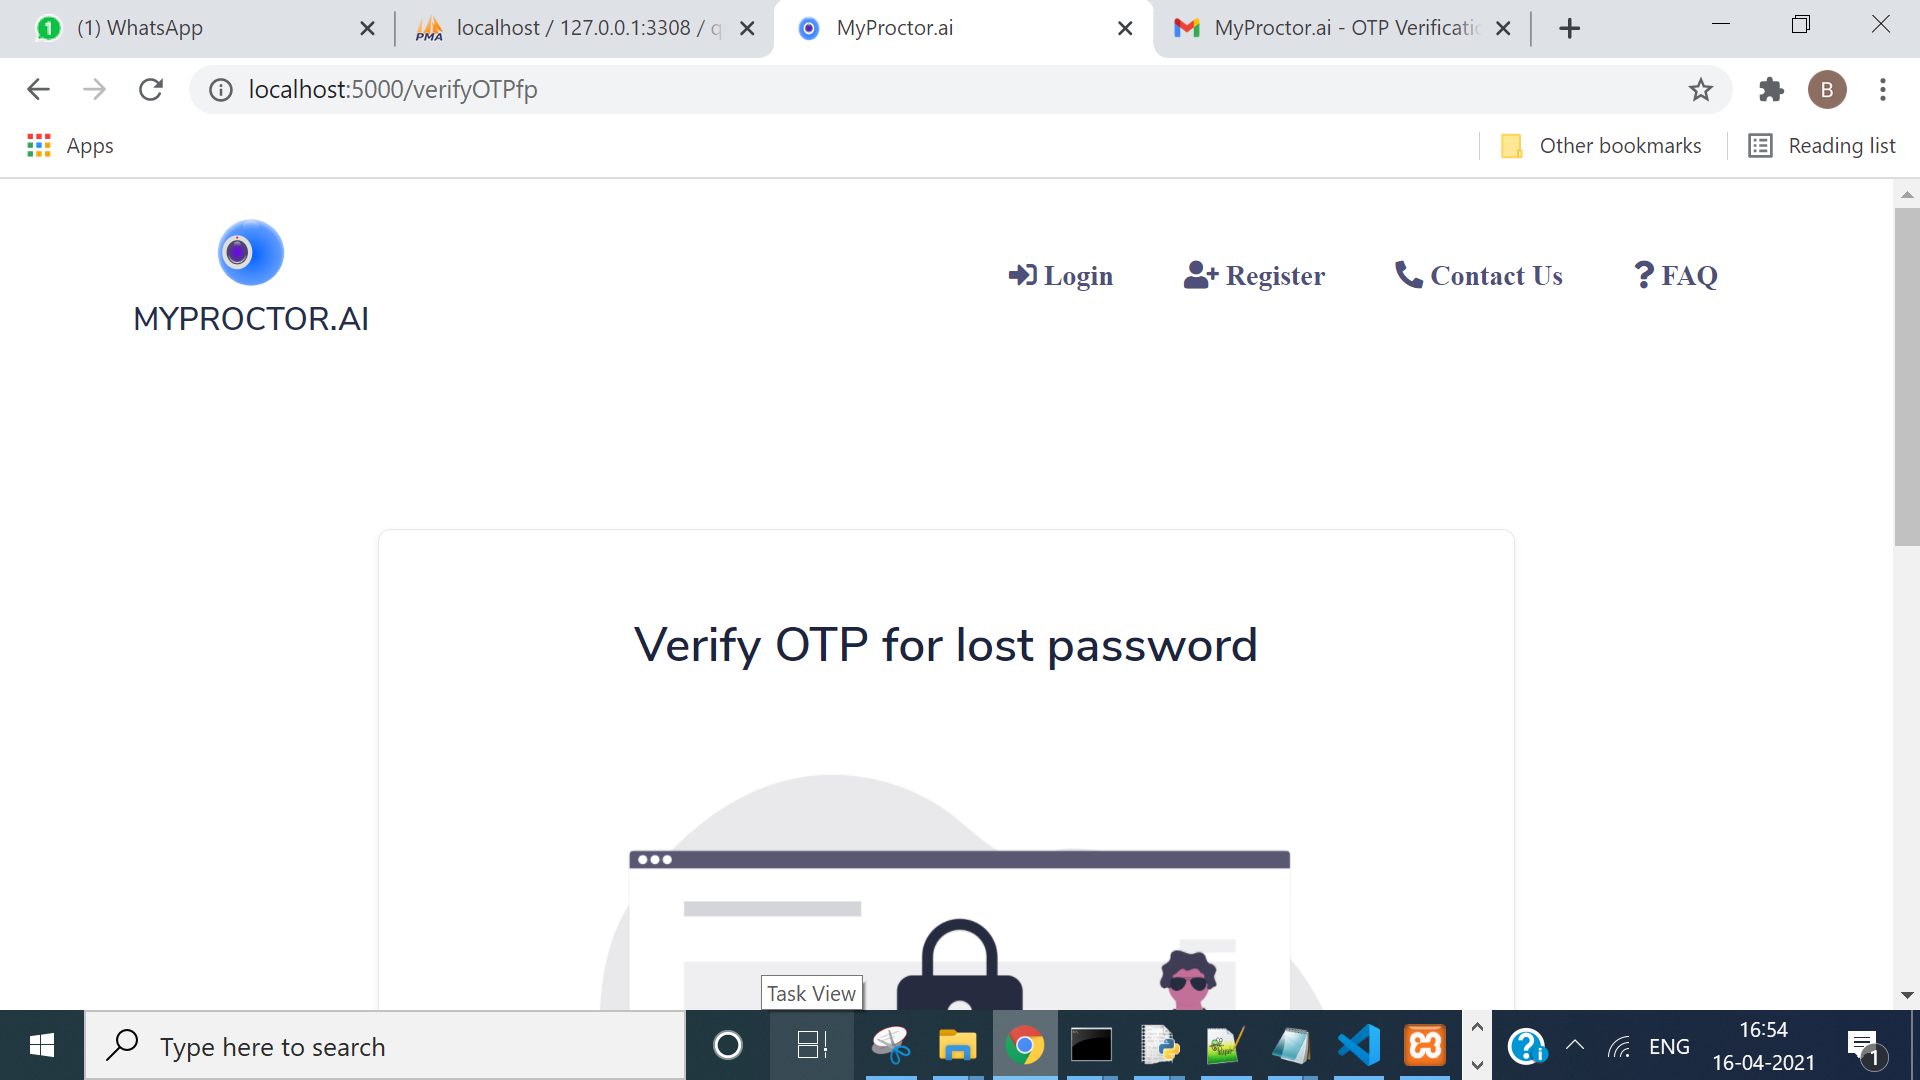 (1) WhatsApp
localhost / 127.0.0.1:3308 / q
MyProctor.ai
MyProctor.ai - OTP Verificatio
localhost:5000/verifyOTPfp
B
Apps
Other bookmarks
Reading list
MYPROCTOR.AI
Login
Register
Contact Us
FAQ
Verify OTP for lost password
Task View
Type here to search
ENG
16:54
16-04-2021
1